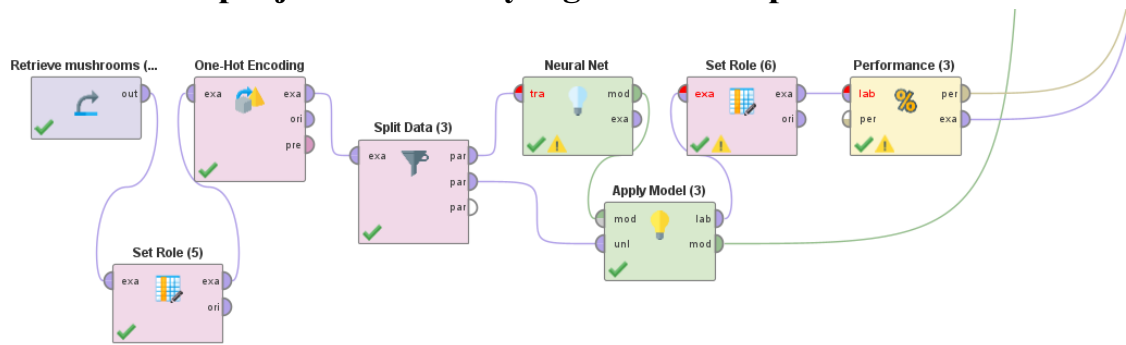 Retrieve mushrooms (...
out
One-Hot Encoding
exa
exa
ori
pre
Split Data (3)
exa
par
par
par
Neural Net
tra
mod
exa
Set Role (6)
exa
exa
ori
Performance (3)
lab
%
per
per
exa
Apply Model (3)
mod
lab
unl
mod
Set Role (5)
exa
exa
ori